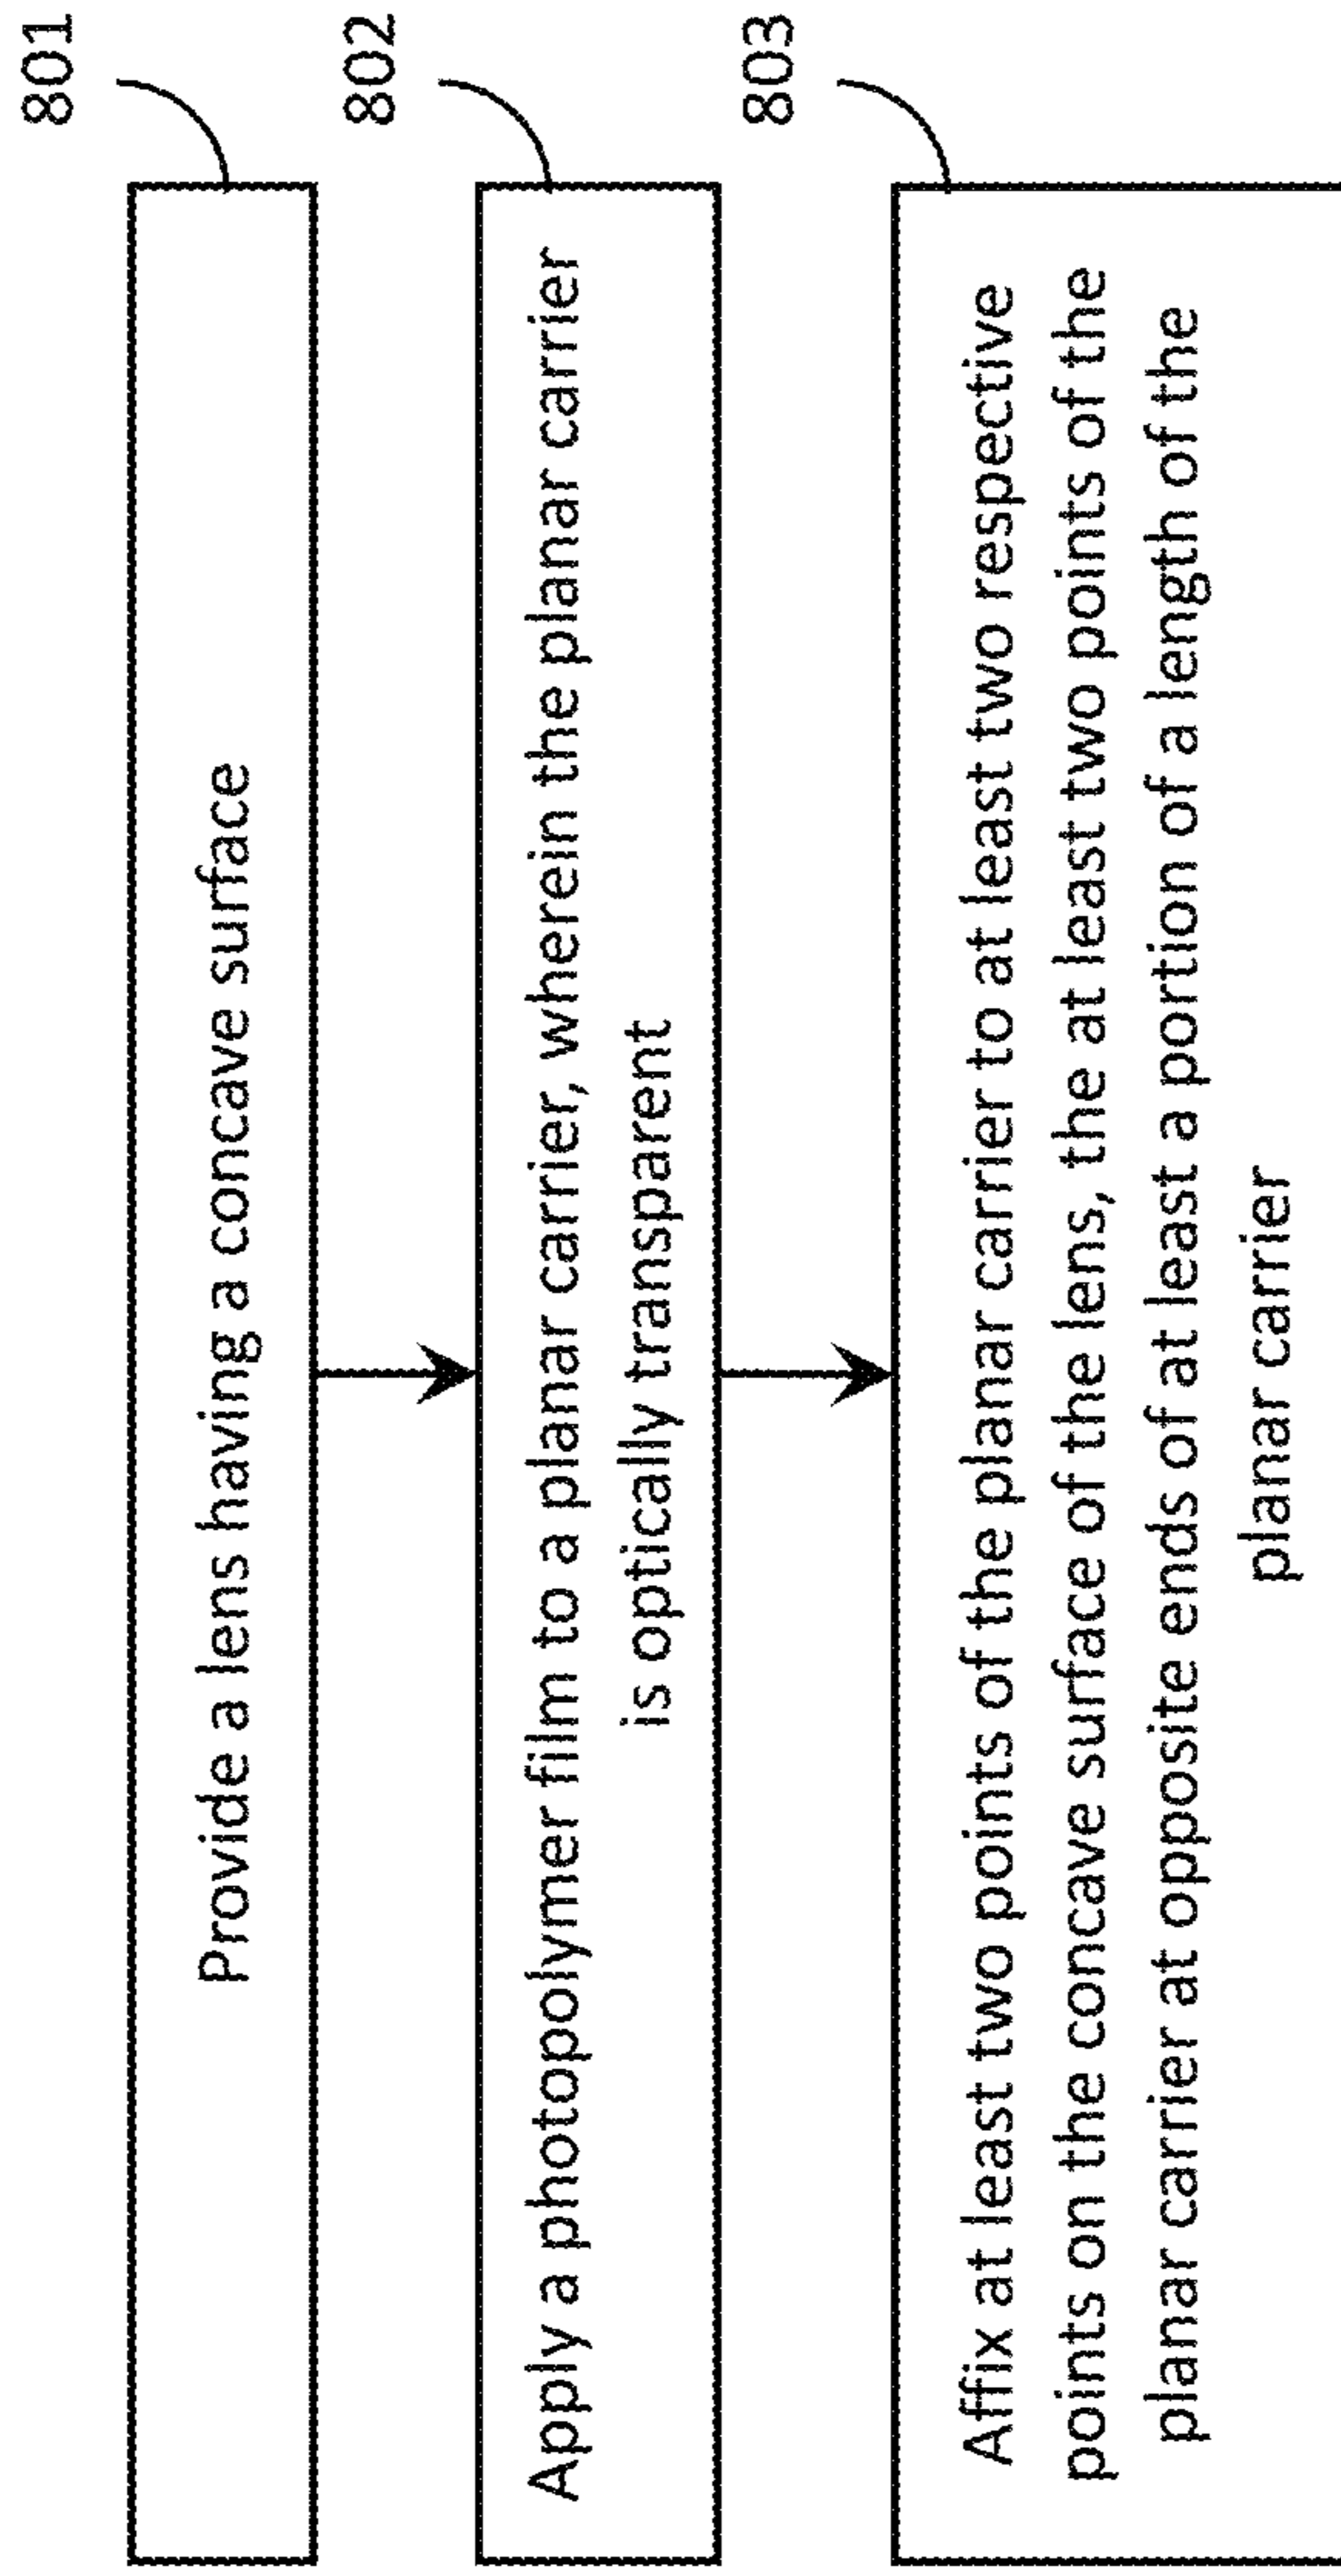 801
Provide a lens having a concave surface
802
Apply a photopolymer film to a planar carrier, wherein the planar carrier
is optically transparent
803
Affix at least two points of the planar carrier to at least two respective
points on the concave surface of the lens, the at least two points of the
planar carrier at opposite ends of at least a portion of a length of the
planar carrier